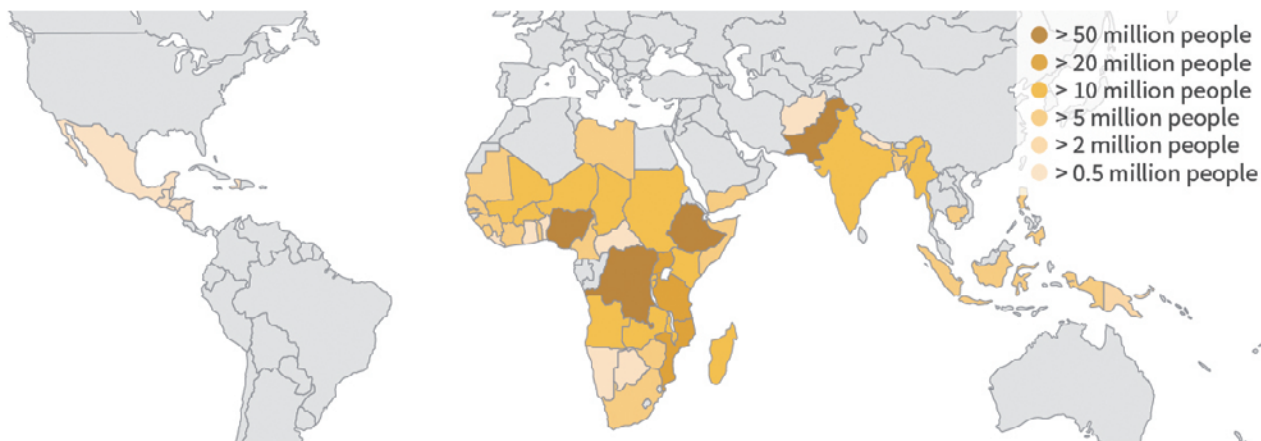 > 50 million people
> 20 million people
> 10 million people
> 5 million people
> 2 million people
> 0.5 million people